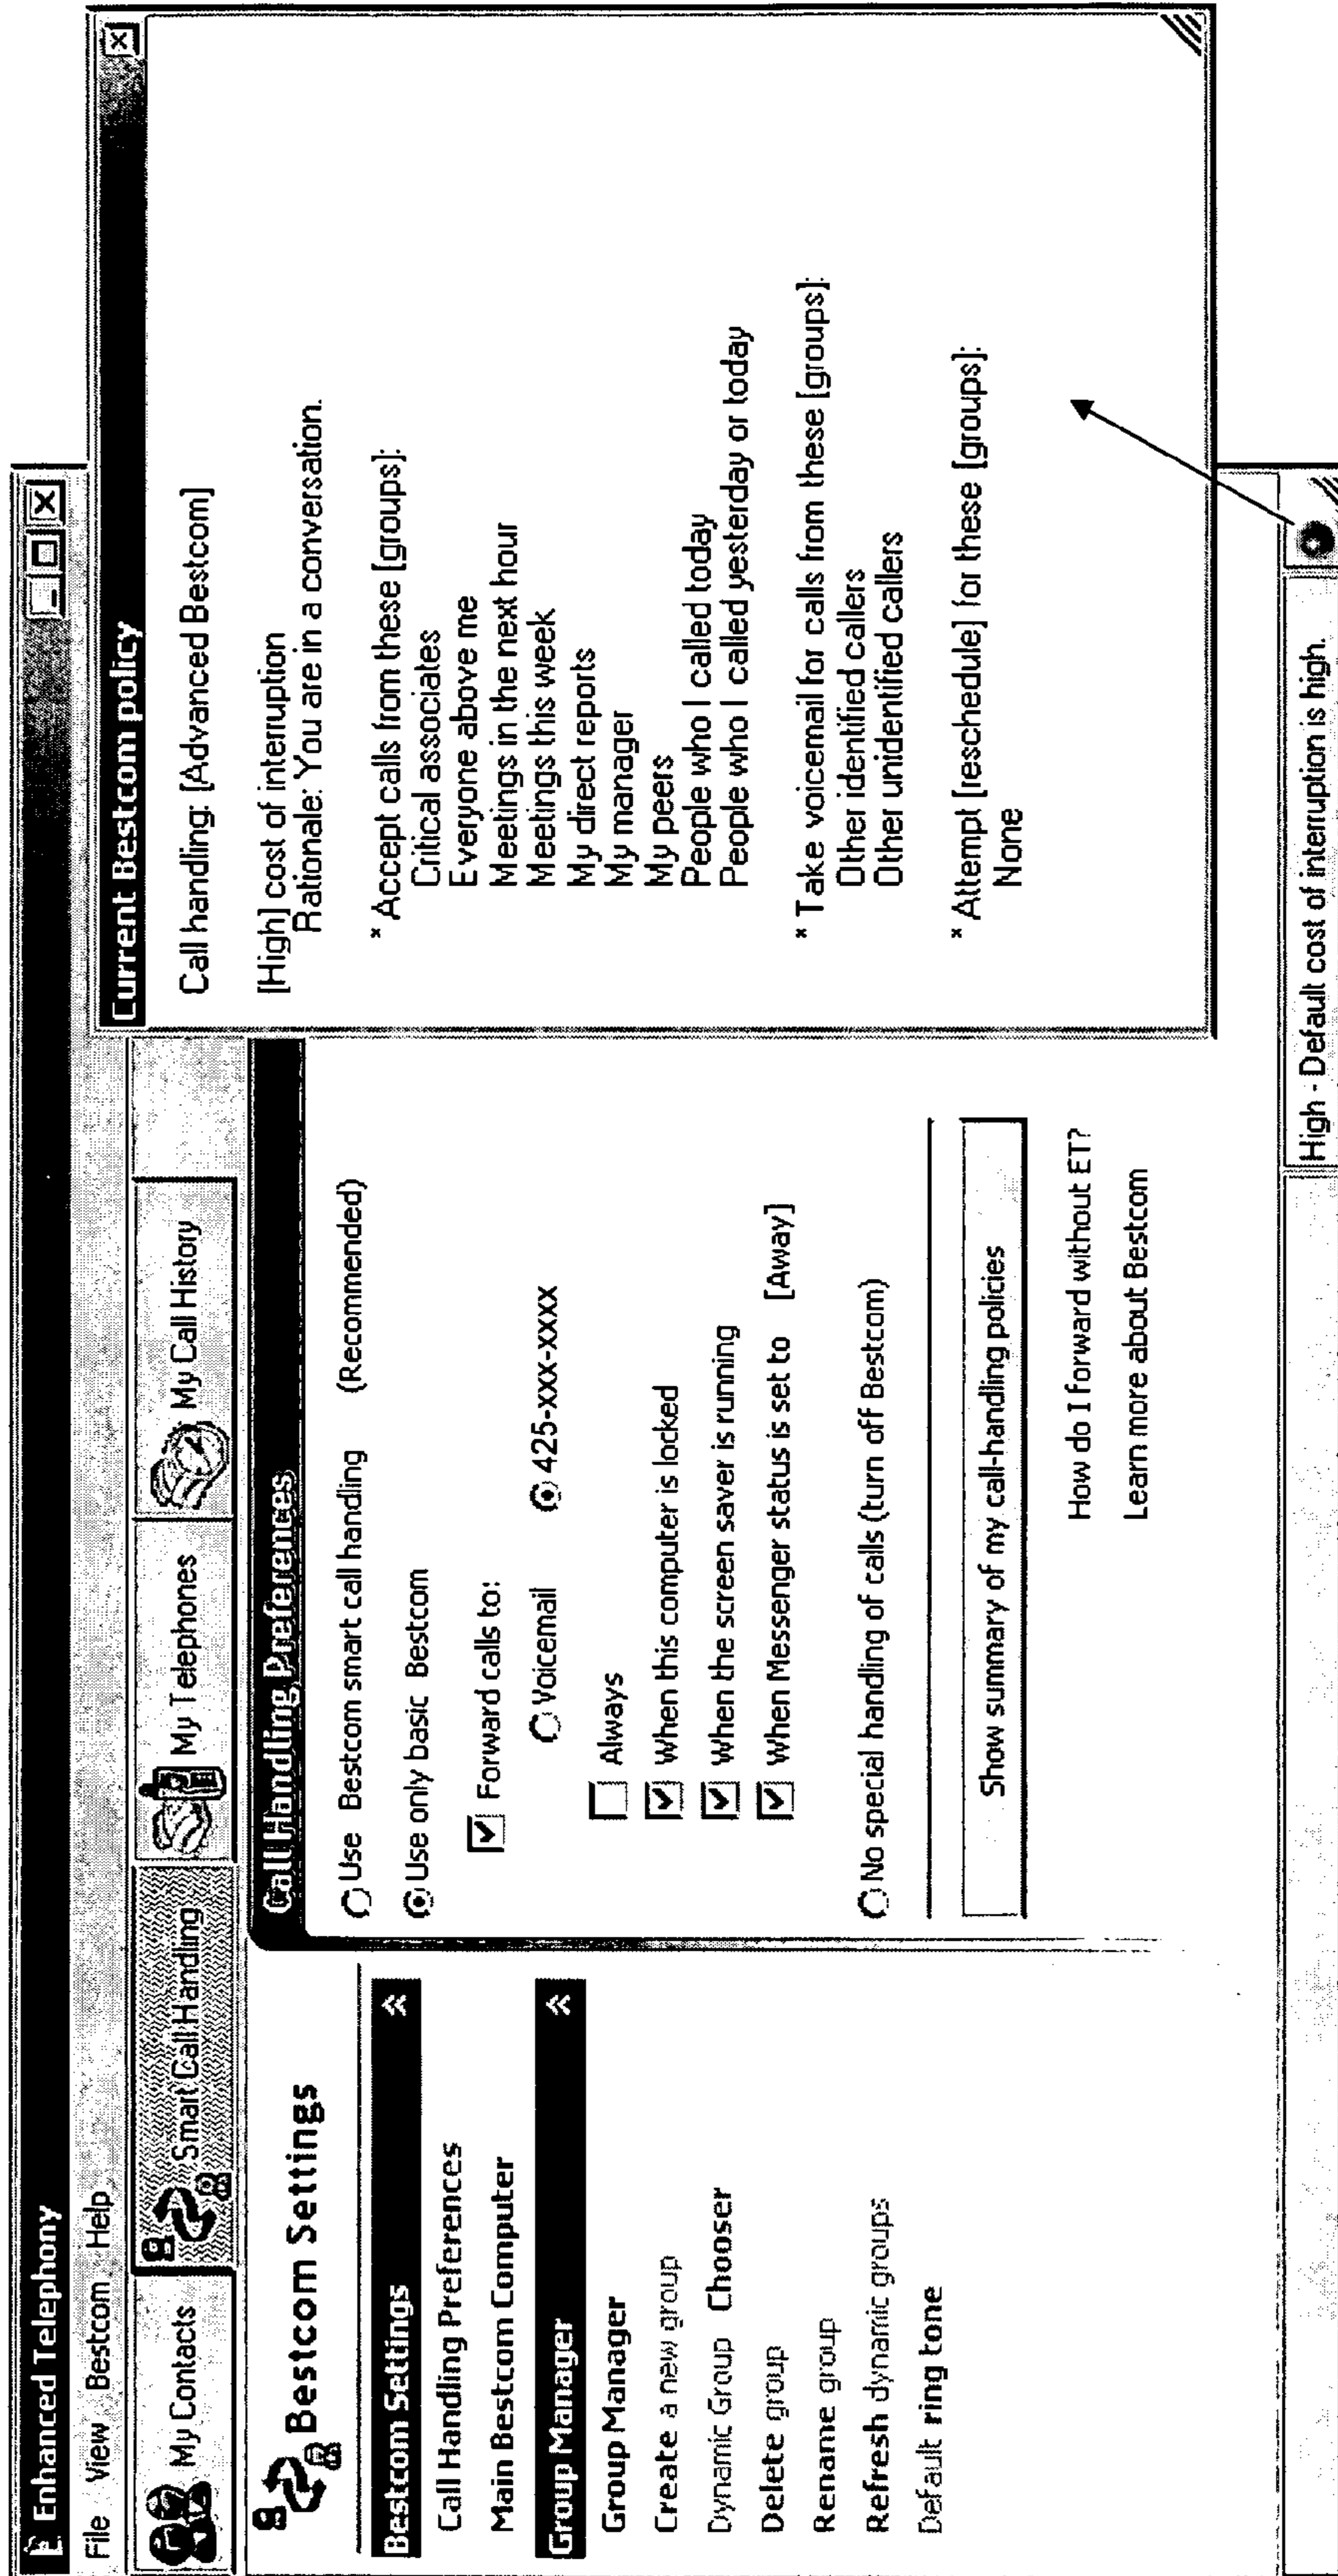 Enhanced Telephony
File View Bestcom Help
My Contacts
Smart Call Handing
My Telephones
My Call History
Bestcom Settings
Bestcom Settings
Call Handling Preferences
Main Bestcom Computer
Group Manager
Group Manager
Create a new group
Dynamic Group Chooser
Delete group
Rename group
Refresh dynamic groups
Default ring tone
Call Handling Preferences
Use Bestcom smart call handling (Recommended)
Use only basic Bestcom
Forward calls to:
Voicemail 425-xxx-xxxx
Always
When this computer is locked
When the screen saver is running
When Messenger status is set to [Away]
No special handling of calls (turn off Bestcom)
Show summary of my call-handling policies
How do I forward without ET?
Learn more about Bestcom
Current Bestcom policy
Call handling: [Advanced Bestcom]
[High] cost of interruption
Rationale: You are in a conversation.
* Accept calls from these [groups]:
Critical associates
Everyone above me
Meetings in the next hour
Meetings this week
My direct reports
My manager
My peers
People who I called today
People who I called yesterday or today
* Take voicemail for calls from these [groups]:
Other identified callers
Other unidentified callers
* Attempt [reschedule] for these [groups]:
None
High - Default cost of interruption is high.